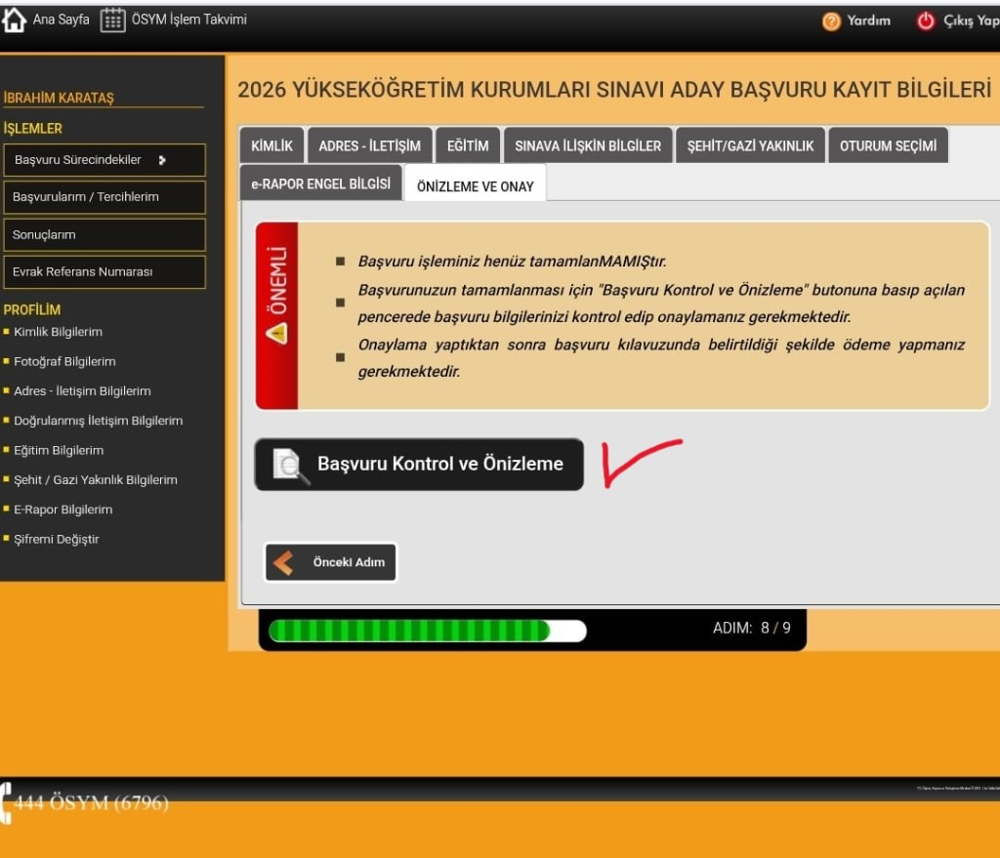 Ana Sayfa
ÖSYM İşlem Takvimi
Yardım
Çıkış Yap
İBRAHİM KARATAŞ
İŞLEMLER
Başvuru Sürecindekiler
Başvurularım / Tercihlerim
Sonuçlarım
Evrak Referans Numarası
PROFİLİM
Kimlik Bilgilerim
Fotoğraf Bilgilerim
Adres - İletişim Bilgilerim
Doğrulanmış İletişim Bilgilerim
Eğitim Bilgilerim
Şehit / Gazi Yakınlık Bilgilerim
E-Rapor Bilgilerim
Şifremi Değiştir
2026 YÜKSEKÖĞRETİM KURUMLARI SINAVI ADAY BAŞVURU KAYIT BİLGİLERİ
KİMLİK
ADRES - İLETİŞİM
EĞİTİM
SINAVA İLİŞKİN BİLGİLER
ŞEHİT/GAZİ YAKINLIK
OTURUM SEÇİMİ
e-RAPOR ENGEL BİLGİSİ
ÖNİZLEME VE ONAY
ÖNEMLİ
Başvuru işleminiz henüz tamamlanMAMIŞtır.
Başvurunuzun tamamlanması için "Başvuru Kontrol ve Önizleme" butonuna basıp açılan
pencerede başvuru bilgilerinizi kontrol edip onaylamanız gerekmektedir.
Onaylama yaptıktan sonra başvuru kılavuzunda belirtildiği şekilde ödeme yapmanız
gerekmektedir.
Başvuru Kontrol ve Önizleme
Önceki Adım
ADIM: 8 / 9
444 ÖSYM (6796)